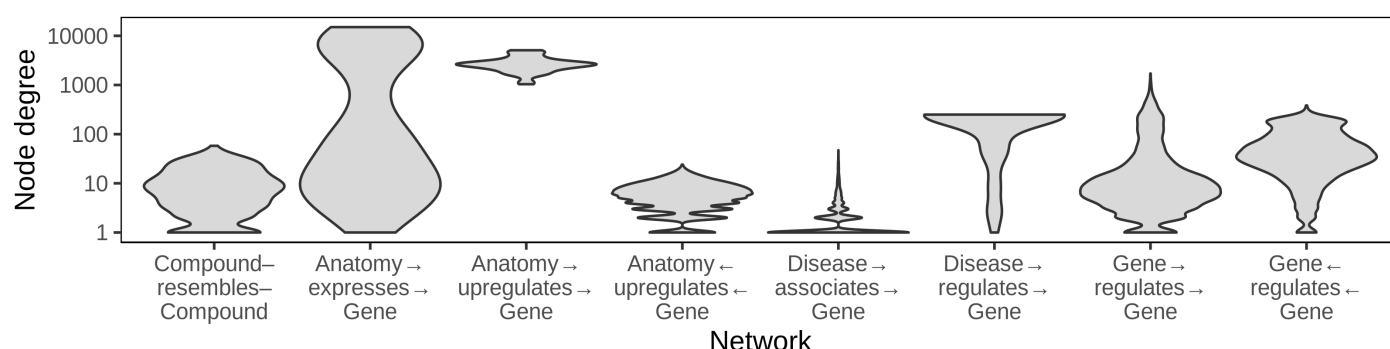 Node degree
10000
1000
100
10
1
Compound–
resembles–
Compound
Anatomy→
expresses→
Gene
Anatomy→
upregulates→
Gene
Anatomy←
upregulates←
Gene
Disease→
associates→
Gene
Disease→
regulates→
Gene
Gene→
regulates→
Gene
Gene←
regulates←
Gene
Network